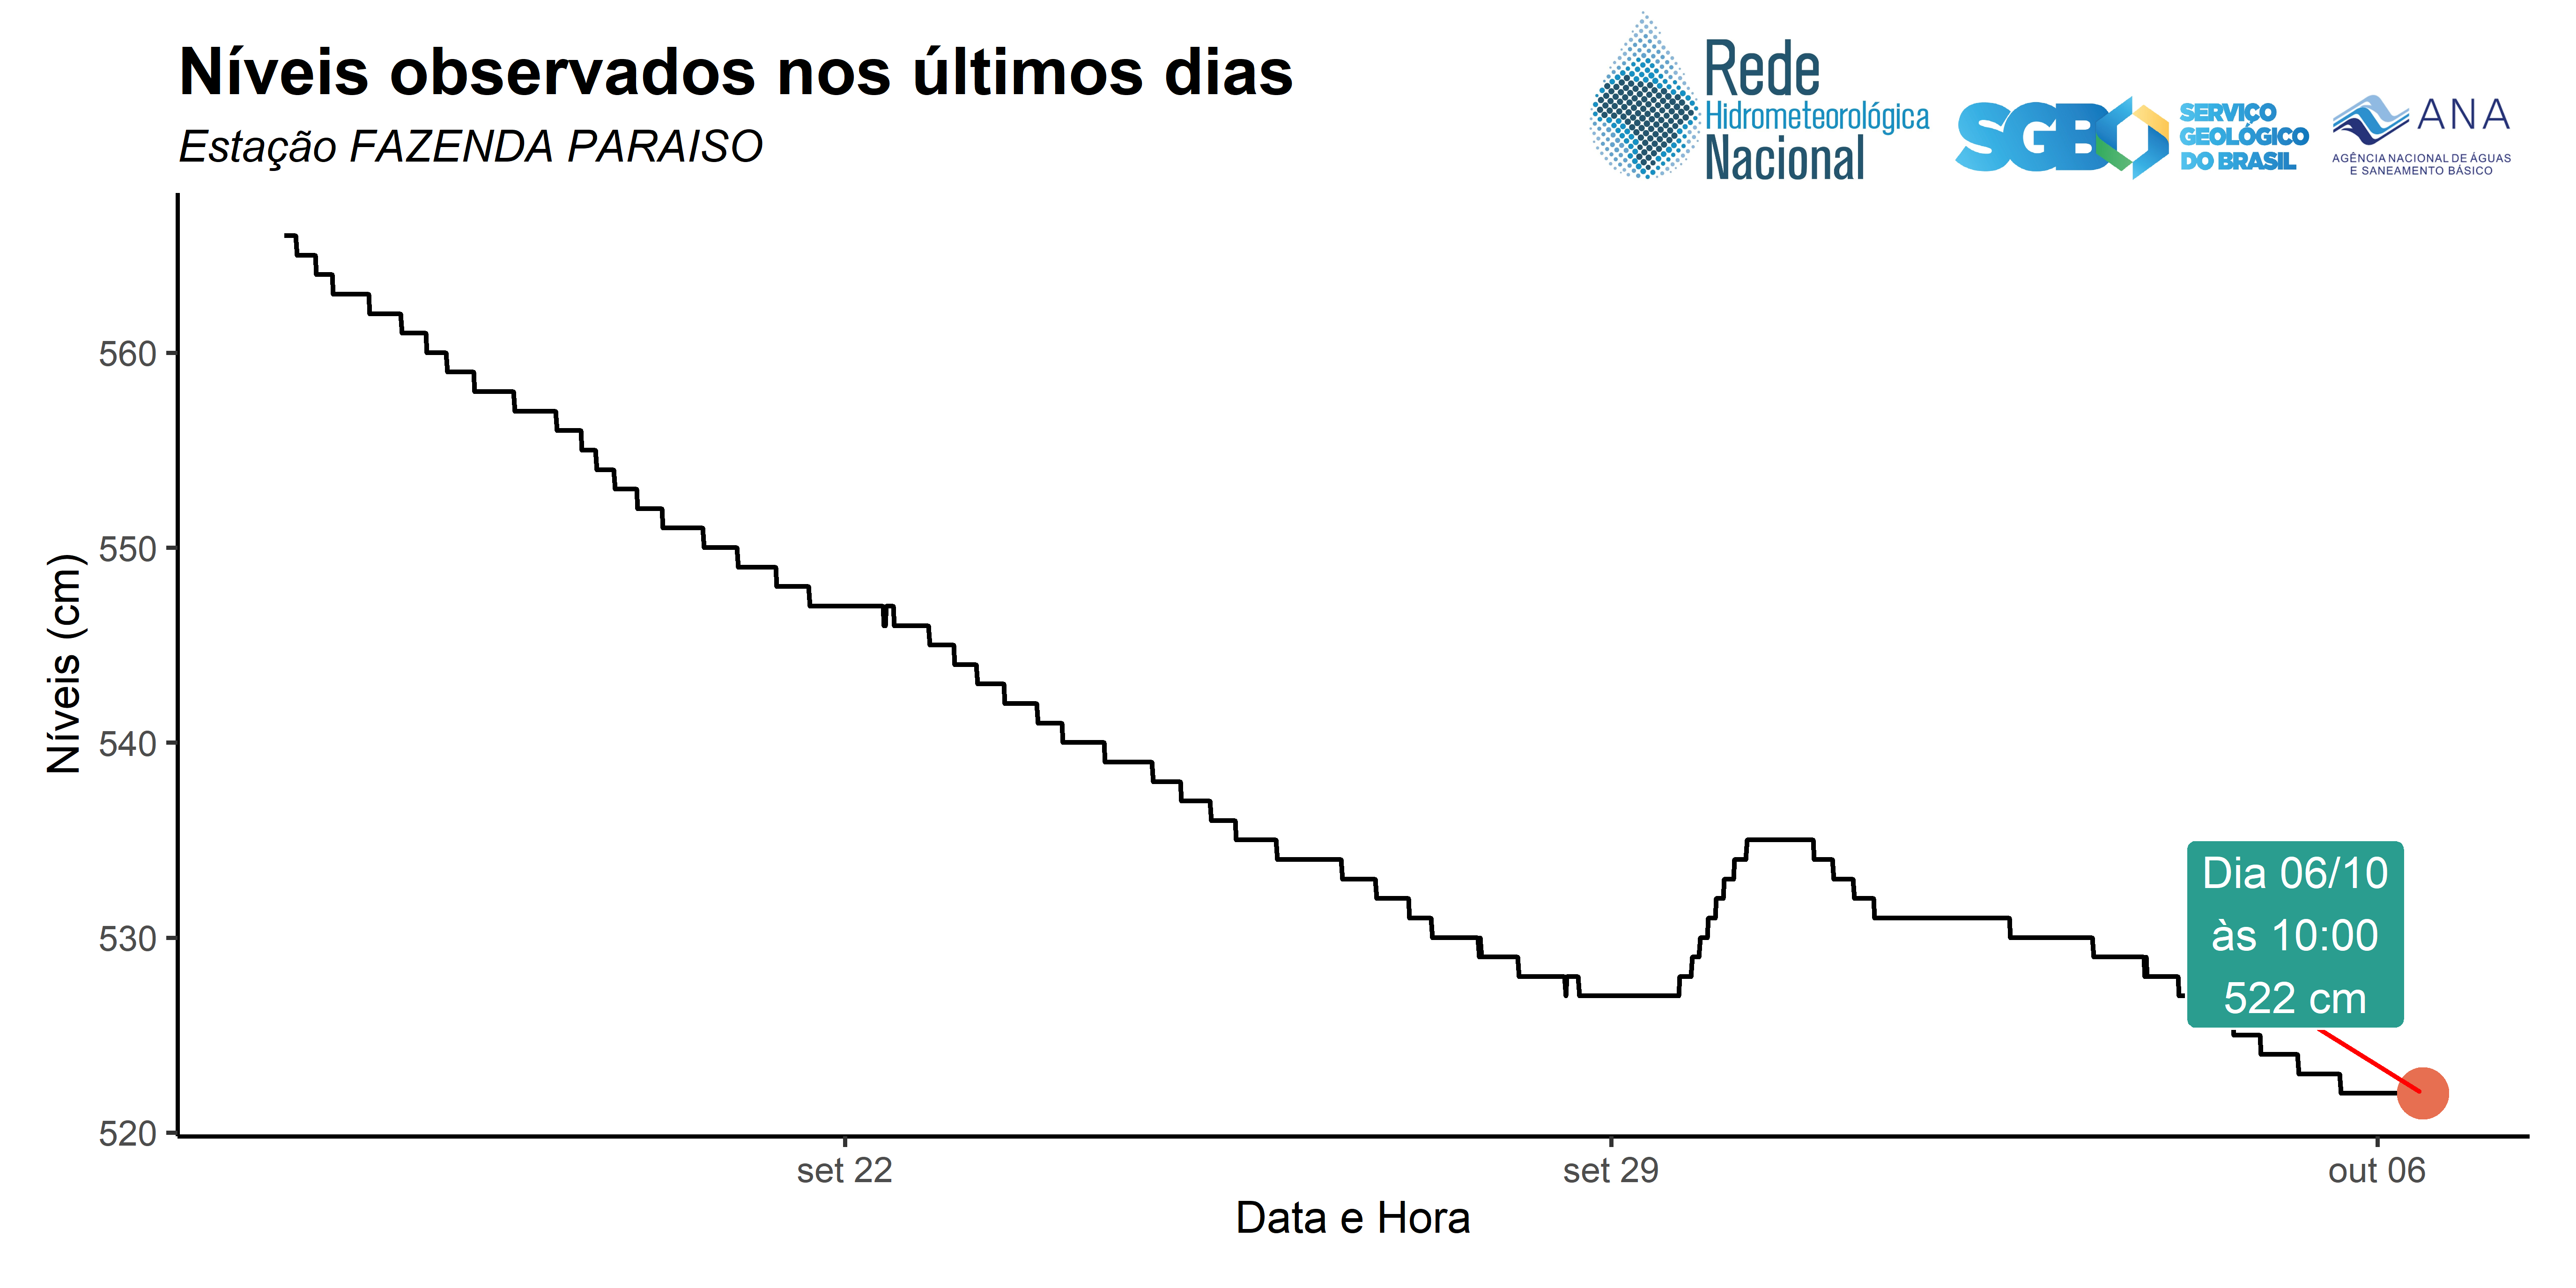 Níveis observados nos últimos dias
Estação FAZENDA PARAISO
Rede
Hidrometeorológica
Nacional
SGB
SERVIÇO
GEOLÓGICO
DO BRASIL
ANA
AGÊNCIA NACIONAL DE ÁGUAS
E SANEAMENTO BÁSICO
Níveis (cm)
560
550
540
530
520
Dia 06/10
às 10:00
522 cm
set 22
set 29
out 06
Data e Hora